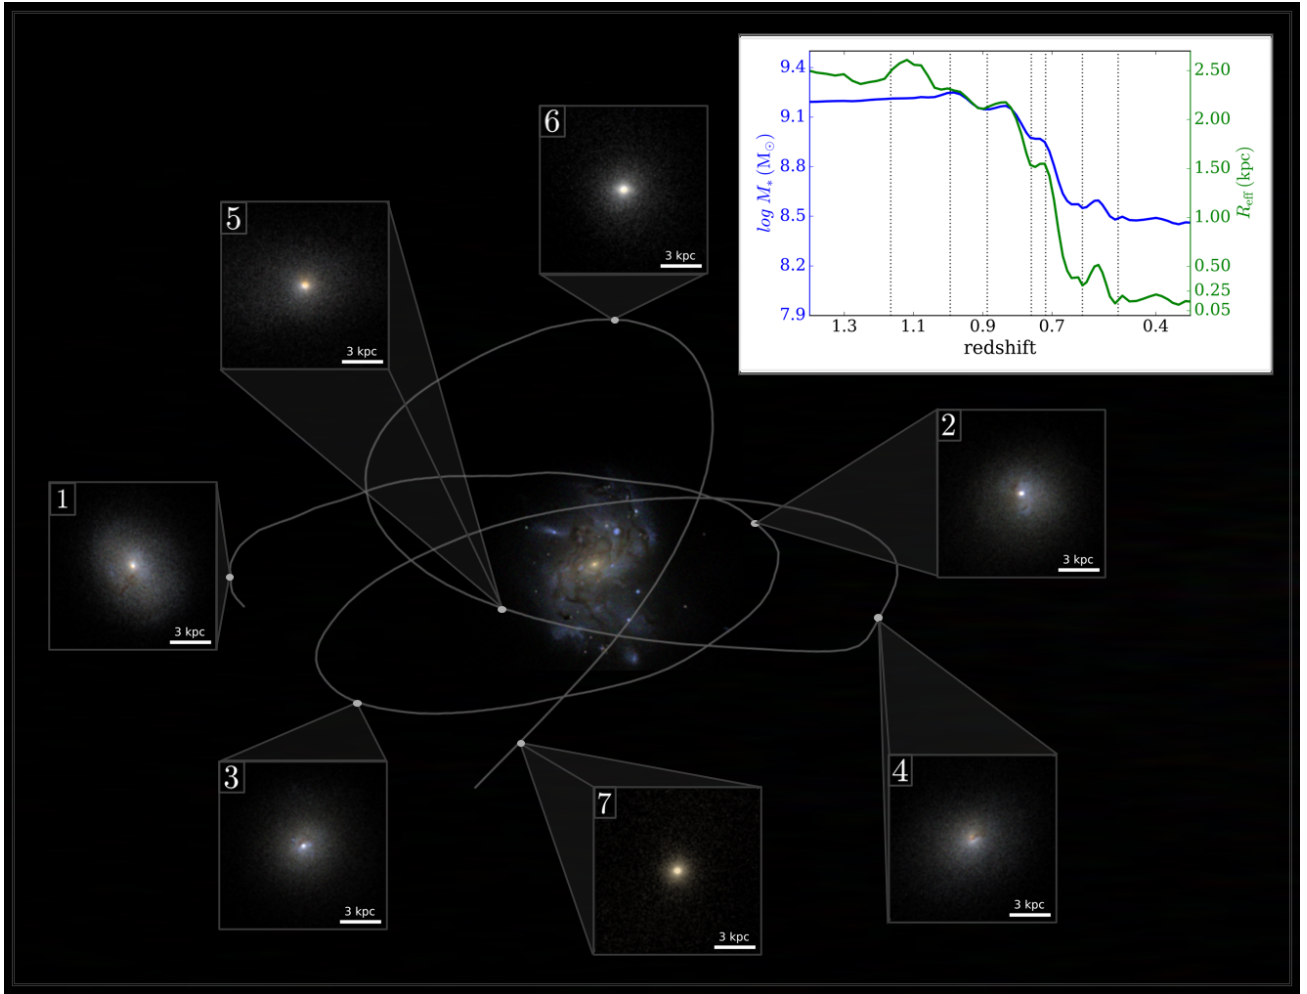 9.4
9.1
8.8
8.5
8.2
7.9
log M* (M⊙)
2.50
2.00
1.50
1.00
0.50
0.25
0.05
Reff (kpc)
1.3 1.1 0.9 0.7 0.4
redshift
6
3 kpc
5
3 kpc
2
3 kpc
1
3 kpc
4
3 kpc
3
3 kpc
7
3 kpc